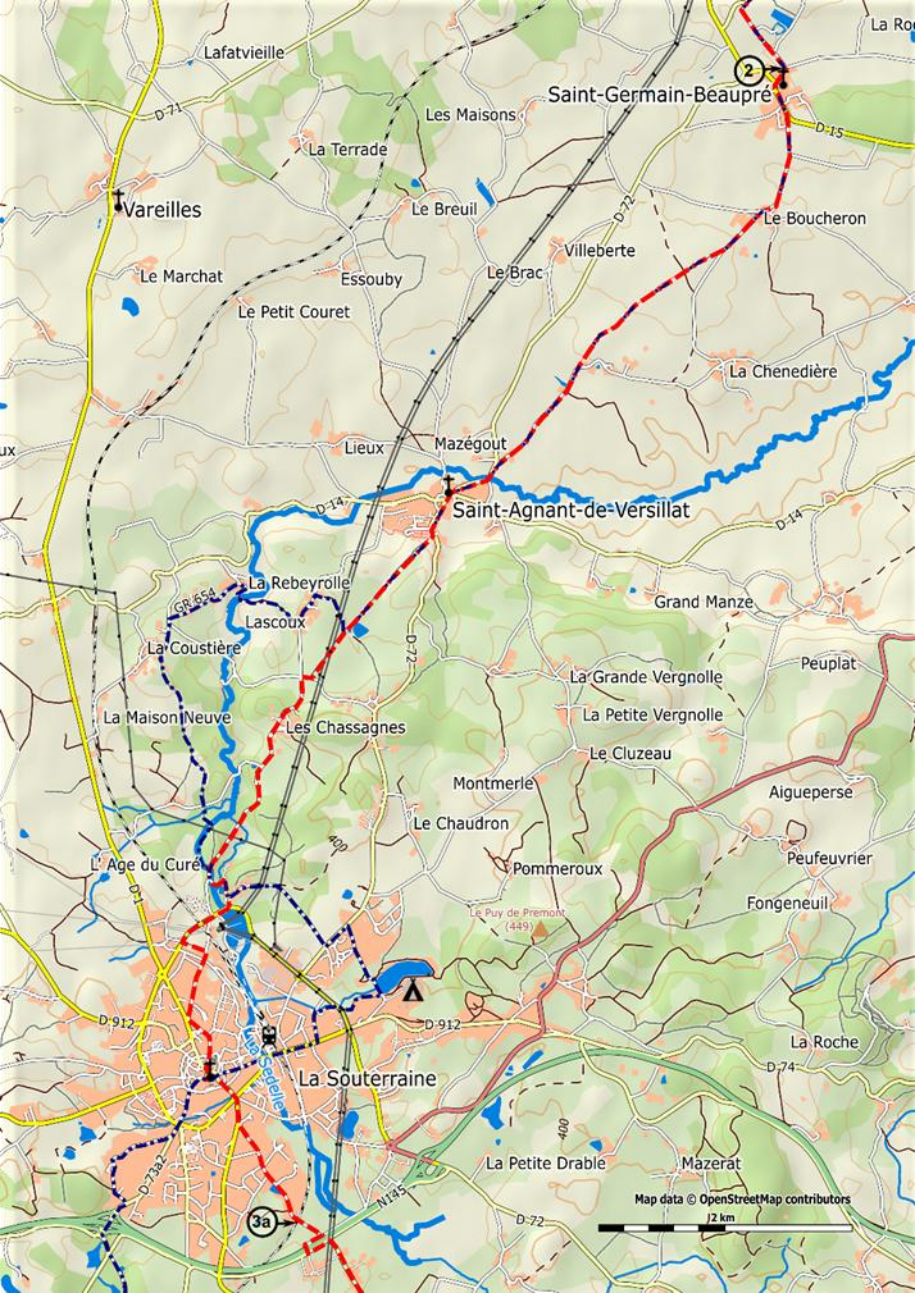 Lafatvieille
La Ro
D 71
Les Maisons
2
Saint-Germain-Beaupré
La Terrade
D 15
Vareilles
Le Breuil
D 72
Le Boucheron
Villeberte
Le Marchat
Essouby
Le Brac
Le Petit Couret
La Chenedière
ux
Lieux
Mazégout
D 14
Saint-Agnant-de-Versillat
D 14
La Rebeyrolle
GR 654
Lascoux
Grand Manze
La Coustière
D 72
Peuplat
La Grande Vergnolle
La Maison Neuve
Les Chassagnes
La Petite Vergnolle
Le Cluzeau
Montmerle
Aigueperse
Le Chaudron
400
L' Age du Curé
Pommeroux
Peufeuvrier
D 1
Fongeneuil
Le Puy de Premont
(449)
D 912
D 912
La Roche
La Sedelle
La Souterraine
D 74
400
D 73a2
La Petite Drable
Mazerat
N145
Map data © OpenStreetMap contributors
3a
D 72
2 km